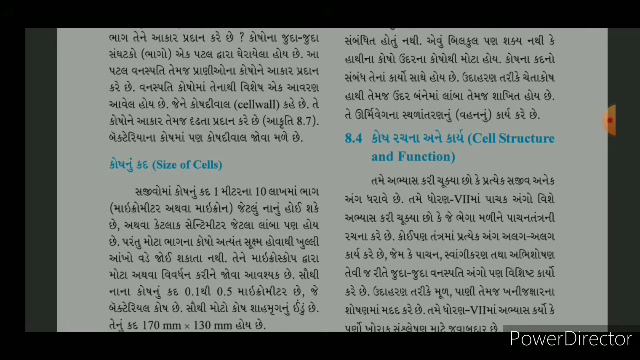 ભાગ તેને આકાર પ્રદાન કરે છે ? કોષોના જુદા-જુદા
સંઘટકો (ભાગો) એક પટલ દ્વારા ઘેરાયેલા હોય છે. આ
પટલ વનસ્પતિ તેમજ પ્રાણીઓના કોષોને આકાર પ્રદાન
કરે છે. વનસ્પતિ કોષોમાં તેનાથી વિશેષ એક આવરણ
આવેલ હોય છે. જેને કોષદીવાલ (cellwall) કહે છે. તે
કોષોને આકાર તેમજ દઢતા પ્રદાન કરે છે (આકૃતિ 8.7).
બૅક્ટેરિયાના કોષમાં પણ કોષદીવાલ જોવા મળે છે.
કોષનું કદ (Size of Cells)
સજીવોમાં કોષનું કદ 1 મીટરના 10 લાખમાં ભાગ
(માઇક્રોમીટર અથવા માઇક્રોન) જેટલું નાનું હોઈ શકે
છે, અથવા કેટલાક સેન્ટિમીટર જેટલા લાંબા પણ હોય
છે. પરંતુ મોટા ભાગના કોષો અત્યંત સૂક્ષ્મ હોવાથી ખુલ્લી
આંખો વડે જોઈ શકાતા નથી. તેને માઇક્રોસ્કોપ દ્વારા
મોટા અથવા વિવર્ધન કરીને જોવા આવશ્યક છે. સૌથી
નાના કોષનું કદ 0.1થી 0.5 માઇક્રોમીટર છે, જે
બૅક્ટેરિયલ કોષ છે. સૌથી મોટો કોષ શાહમૃગનું ઈંડું છે.
તેનું કદ 170 mm × 130 mm હોય છે.
સંબંધિત હોતું નથી. એવું બિલકુલ પણ શક્ય નથી કે
હાથીના કોષો ઉંદરના કોષોથી મોટા હોય. કોષના કદનો
સંબંધ તેનાં કાર્યો સાથે હોય છે. ઉદાહરણ તરીકે ચેતાકોષ
હાથી તેમજ ઉંદર બંનેમાં લાંબા તેમજ શાખિત હોય છે.
તે ઊર્મિવેગના સ્થળાંતરણનું (વહનનું) કાર્ય કરે છે.
8.4 કોષ રચના અને કાર્ય (Cell Structure
and Function)
તમે અભ્યાસ કરી ચૂક્યા છો કે પ્રત્યેક સજીવ અનેક
અંગ ધરાવે છે. તમે ધોરણ-VIIમાં પાચક અંગો વિશે
અભ્યાસ કરી ચૂક્યા છો કે જે ભેગા મળીને પાચનતંત્રની
રચના કરે છે. કોઈપણ તંત્રમાં પ્રત્યેક અંગ અલગ-અલગ
કાર્ય કરે છે, જેમ કે પાચન, સ્વાંગીકરણ તથા અભિશોષણ
તેવી જ રીતે જુદા-જુદા વનસ્પતિ અંગો પણ વિશિષ્ટ કાર્યો
કરે છે. ઉદાહરણ તરીકે મૂળ, પાણી તેમજ ખનીજક્ષારના
શોષણમાં મદદ કરે છે. તમે ધોરણ-VIIમાં અભ્યાસ કર્યો કે
પર્ણો ખોરાક સંશ્લેષણ માટે જવાબદાર છે.
POWERED BY
PowerDirector